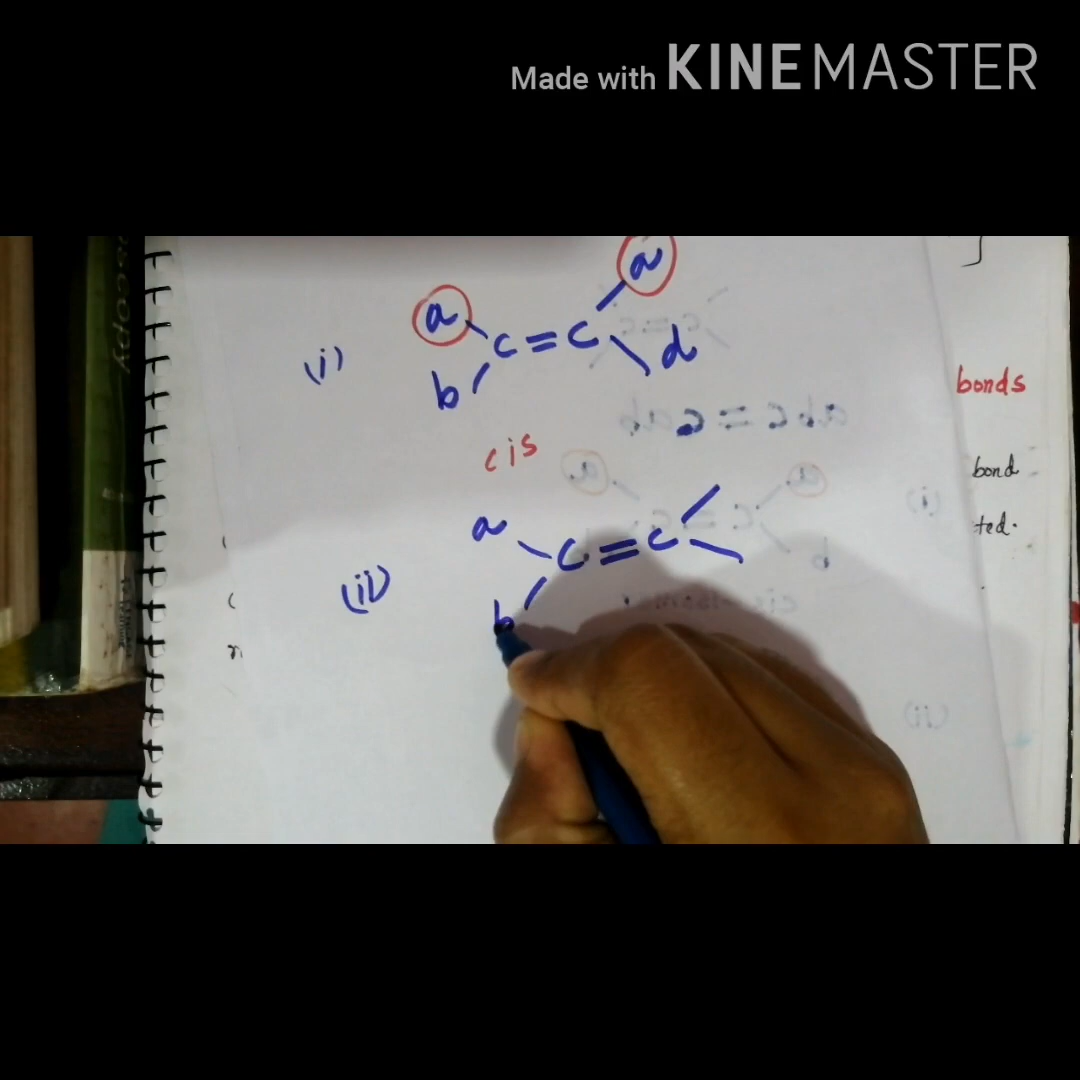 Made with KINEMASTER
a a
(i) c = c
b d
cis
bonds
bond
ted.
a
(ii) c = c
b